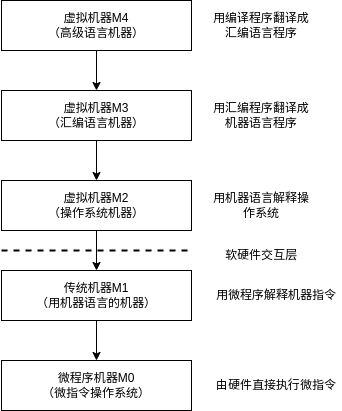 虚拟机器M4
（高级语言机器）
用编译程序翻译成
汇编语言程序
虚拟机器M3
（汇编语言机器）
用汇编程序翻译成
机器语言程序
虚拟机器M2
（操作系统机器）
用机器语言解释操
作系统
软硬件交互层
传统机器M1
（用机器语言的机器）
用微程序解释机器指令
微程序机器M0
（微指令操作系统）
由硬件直接执行微指令